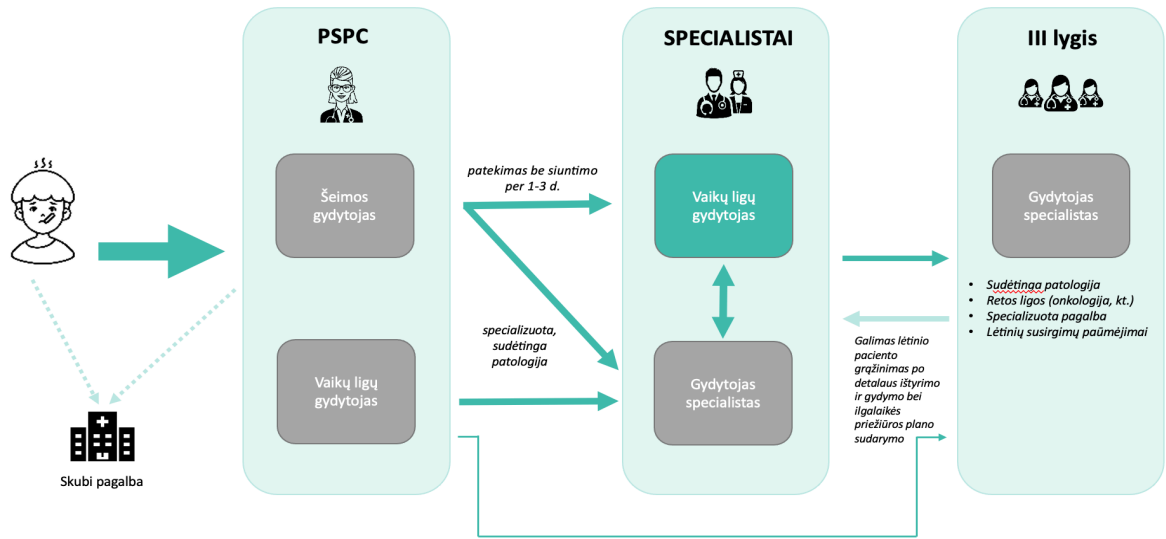 PSPC
Šeimos
gydytojas
Vaikų ligų
gydytojas
Skubi pagalba
patekimas be siuntimo
per 1-3 d.
specializuota,
sudėtinga
patologija
SPECIALISTAI
Vaikų ligų
gydytojas
Gydytojas
specialistas
Galimas lėtinio
paciento
grąžinimas po
detalaus ištyrimo
ir gydymo bei
ilgalaikės
priežiūros plano
sudarymo
III lygis
Gydytojas
specialistas
• Sudėtinga patologija
• Retos ligos (onkologija, kt.)
• Specializuota pagalba
• Lėtinių susirgimų paūmėjimai